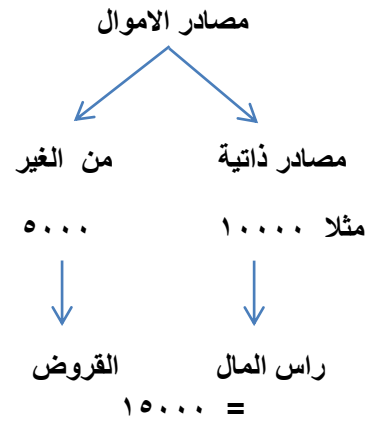 مصادر الاموال
مصادر ذاتية من الغير
مثلا ١٠٠٠٠ ٥٠٠٠
راس المال القروض
= ١٥٠٠٠